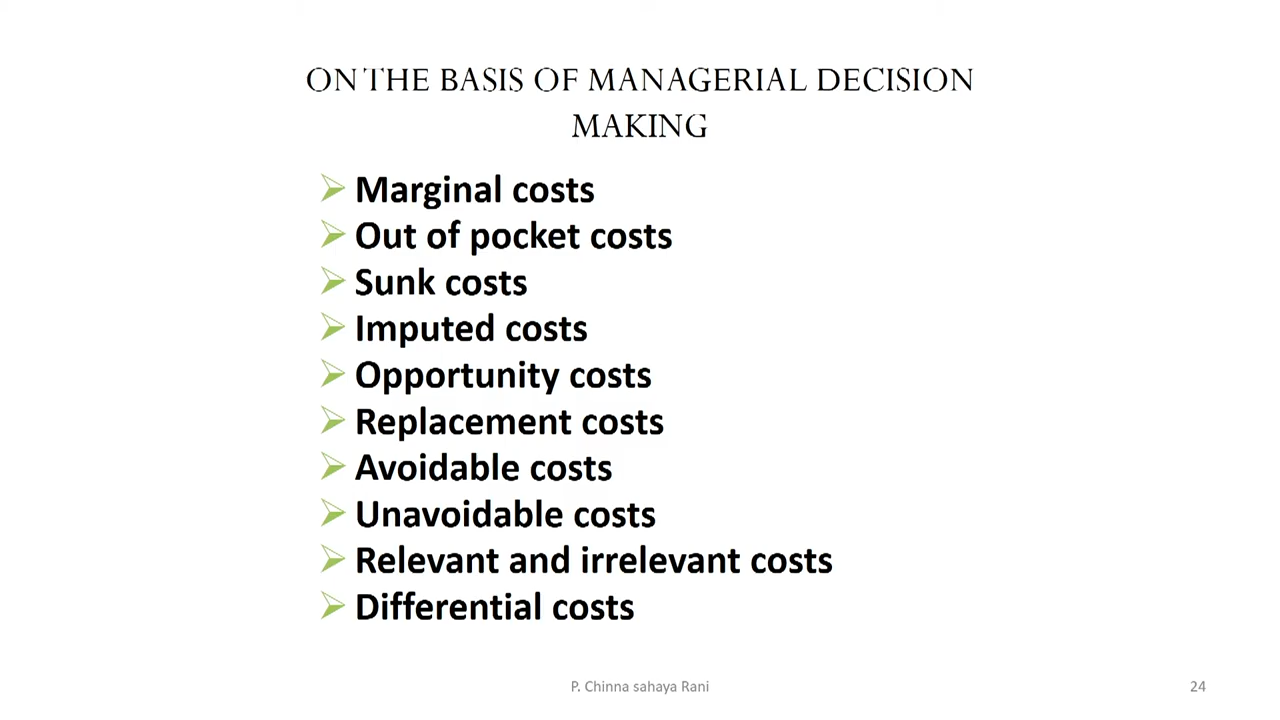 ON THE BASIS OF MANAGERIAL DECISION
MAKING
Marginal costs
Out of pocket costs
Sunk costs
Imputed costs
Opportunity costs
Replacement costs
Avoidable costs
Unavoidable costs
Relevant and irrelevant costs
Differential costs
P. Chinna sahaya Rani
24